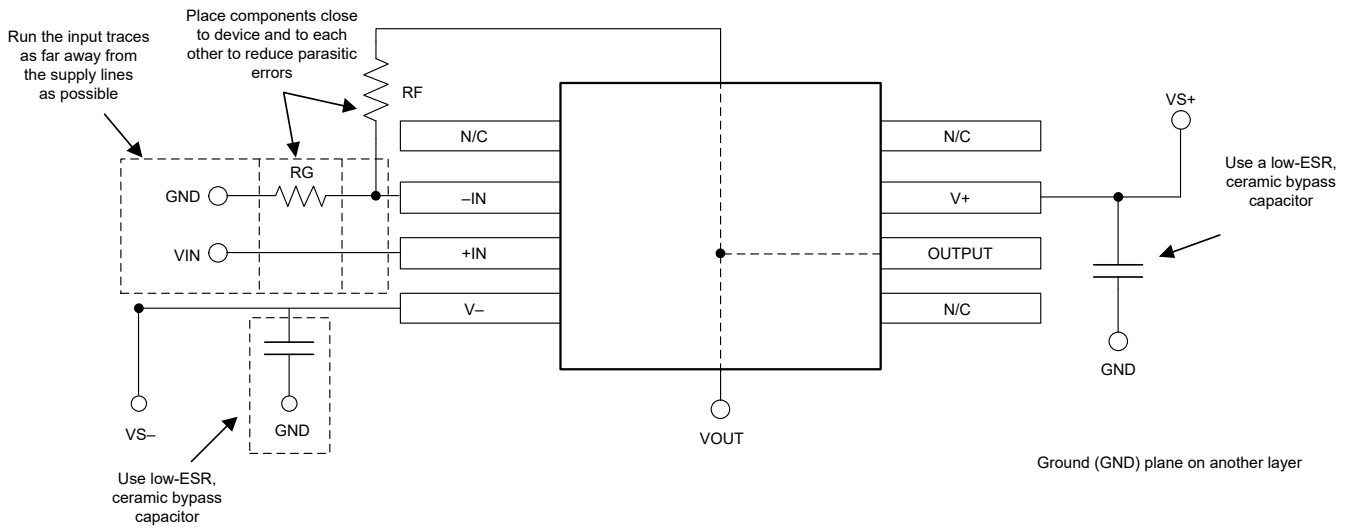 Place components close
to device and to each
other to reduce parasitic
errors
Run the input traces
as far away from
the supply lines
as possible
RF
VS+
N/C
N/C
Use a low-ESR,
ceramic bypass
capacitor
RG
GND
–IN
V+
VIN
+IN
OUTPUT
V–
N/C
GND
VS–
GND
VOUT
Ground (GND) plane on another layer
Use low-ESR,
ceramic bypass
capacitor